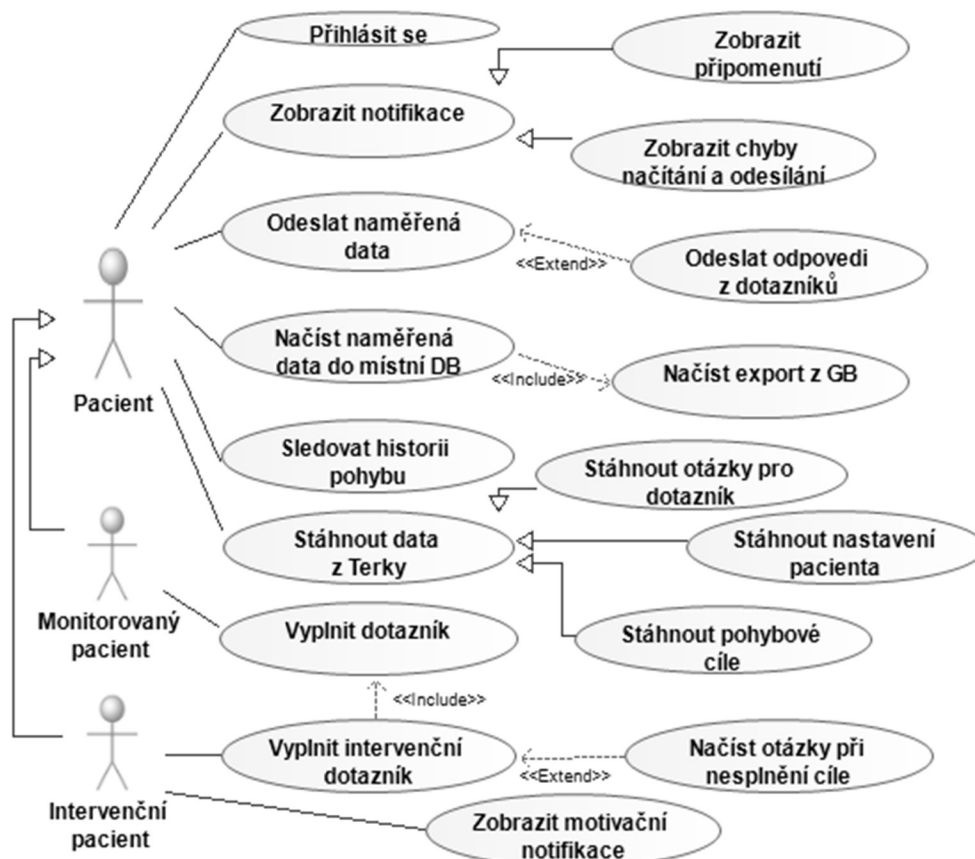 Přihlásit se
Zobrazit
připomenutí
Zobrazit notifikace
Zobrazit chyby
načítání a odesílání
Odeslat naměřená
data
<<Extend>>
Odeslat odpovedi
z dotazníků
Načíst naměřená
data do místní DB
<<Include>>
Načíst export z GB
Pacient
Sledovat historii
pohybu
Stáhnout otázky pro
dotazník
Stáhnout data
z Terky
Stáhnout nastavení
pacienta
Monitorovaný
pacient
Vyplnit dotazník
Stáhnout pohybové
cíle
<<Include>>
Vyplnit intervenční
dotazník
<<Extend>>
Načíst otázky při
nesplnění cíle
Intervenční
pacient
Zobrazit motivační
notifikace